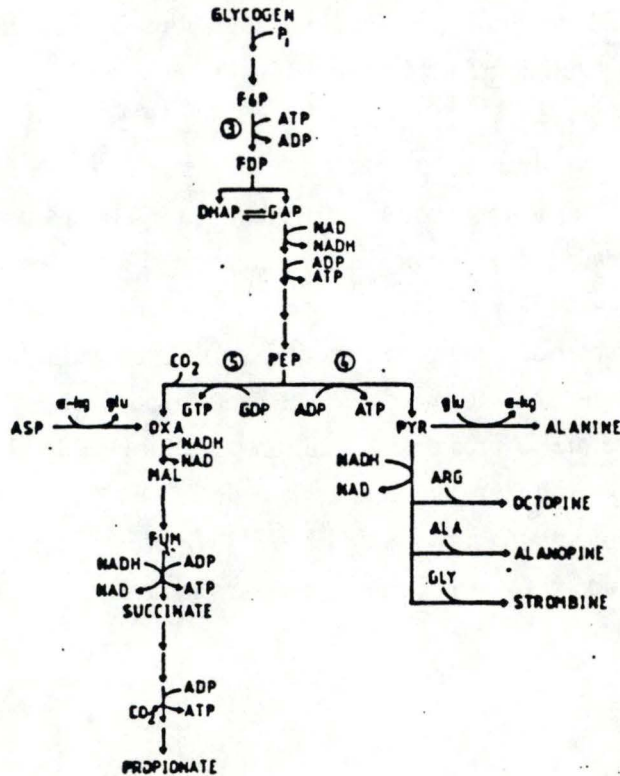 GLYCOGEN
Pi
F6P
③ ATP
ADP
FDP
DHAP ⇌ GAP
NAD
NADH
ADP
ATP
CO2 ⑤ PEP ④
GTP GDP ADP ATP
ASP α-kg glu OXA
PYR glu α-kg ALANINE
NADH
NAD
MAL
NADH
NAD
ARG
OCTOPINE
FUM
ALA
ALANOPINE
NADH ADP
NAD ATP
GLY
STROMBINE
SUCCINATE
ADP
CO2 ATP
PROPIONATE